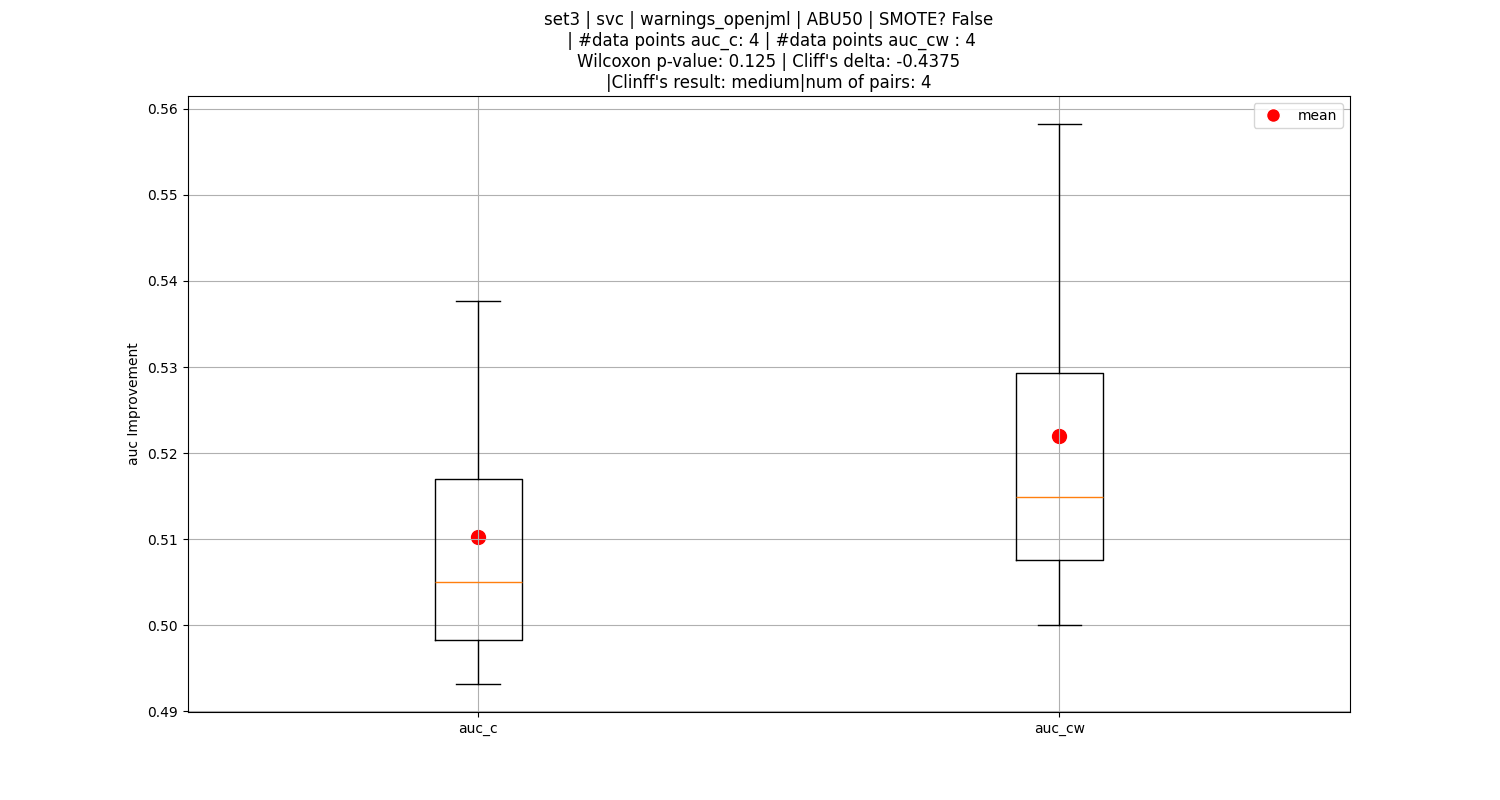 set3 | svc | warnings_openjml | ABU50 | SMOTE? False
| #data points auc_c: 4 | #data points auc_cw : 4
Wilcoxon p-value: 0.125 | Cliff's delta: -0.4375
|Clinff's result: medium|num of pairs: 4
mean
0.56
0.55
0.54
0.53
0.52
0.51
0.50
0.49
auc Improvement
auc_c
auc_cw